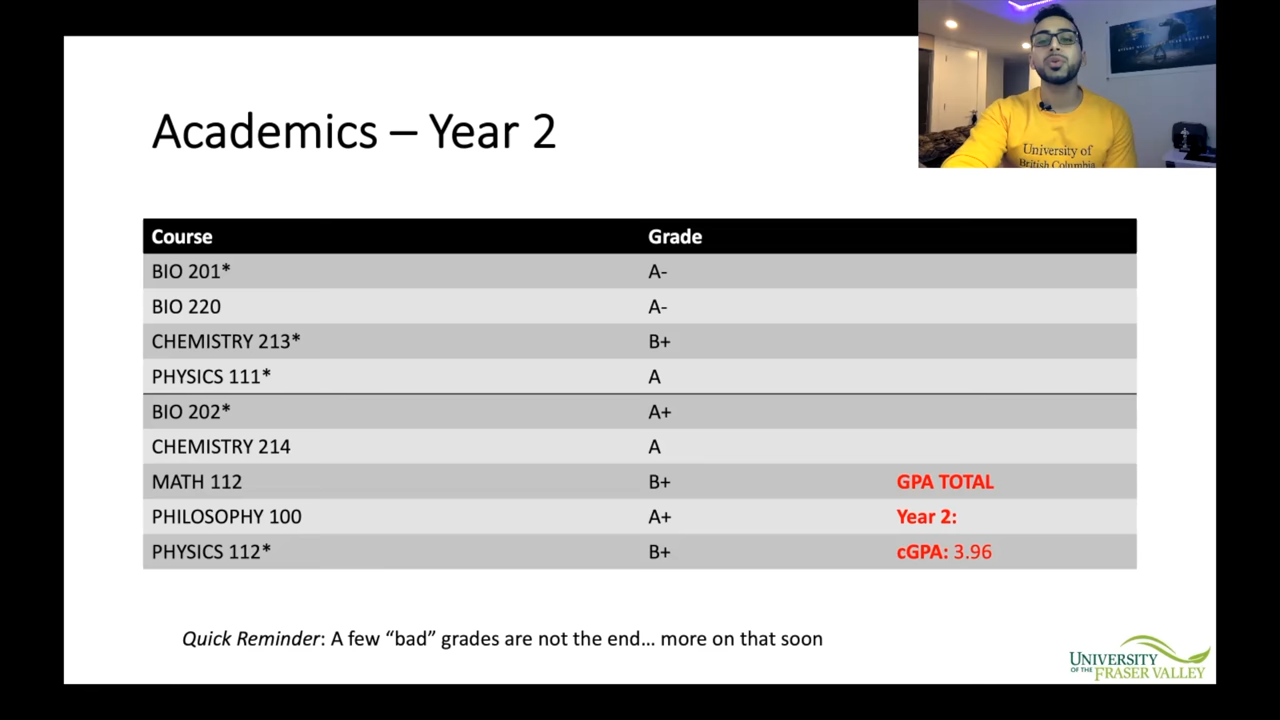 Academics – Year 2
University of
British Columbia
Course Grade
BIO 201* A-
BIO 220 A-
CHEMISTRY 213* B+
PHYSICS 111* A
BIO 202* A+
CHEMISTRY 214 A
MATH 112 B+ GPA TOTAL
PHILOSOPHY 100 A+ Year 2:
PHYSICS 112* B+ cGPA: 3.96
Quick Reminder: A few “bad” grades are not the end… more on that soon
UNIVERSITY
OF THE FRASER VALLEY